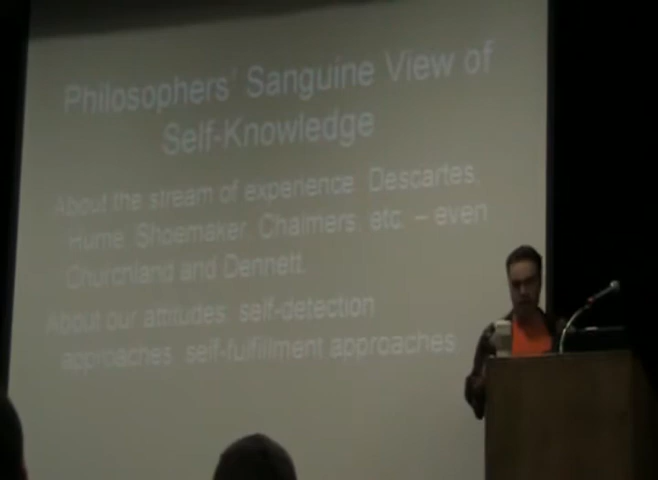 Philosophers' Sanguine View of
Self-Knowledge
About the stream of experience: Descartes,
Hume, Shoemaker, Chalmers, etc. – even
Churchland and Dennett.
About our attitudes: self-detection
approaches, self-fulfillment approaches